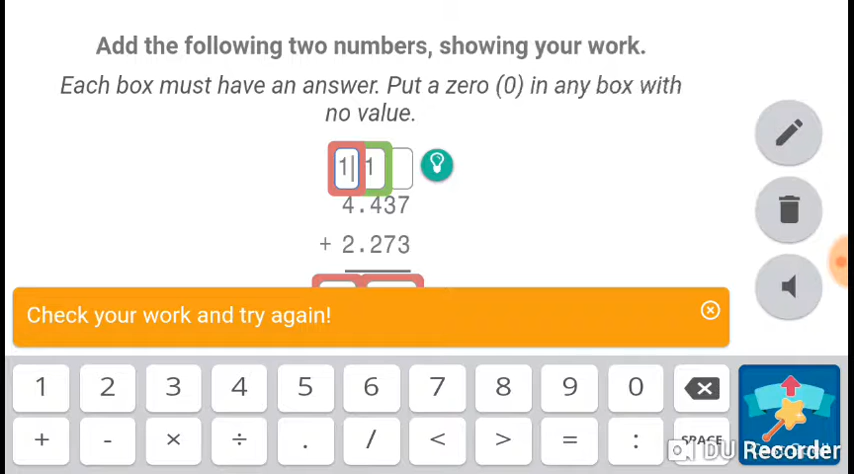 Add the following two numbers, showing your work.
Each box must have an answer. Put a zero (0) in any box with
no value.
1 1
4.437
+ 2.273
Check your work and try again!
1 2 3 4 5 6 7 8 9 0
+ - × ÷ . / < > = : SPACE
DU Recorder